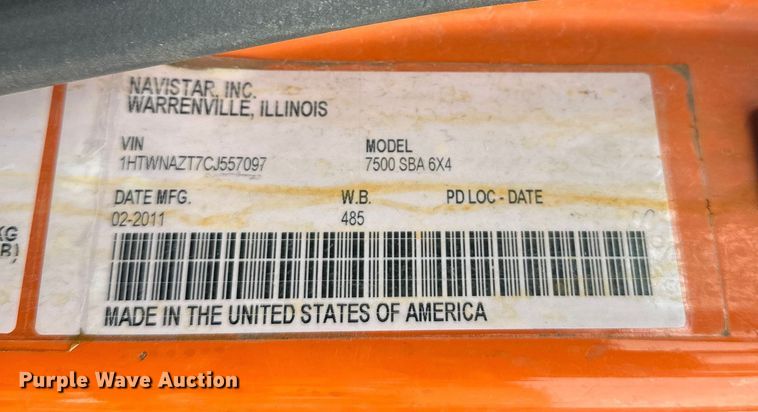 NAVISTAR, INC.
WARRENVILLE, ILLINOIS
VIN MODEL
1HTWNAZT7CJ557097 7500 SBA 6X4
DATE MFG. W.B. PD LOC - DATE
02-2011 485
KG
B)
MADE IN THE UNITED STATES OF AMERICA
Purple Wave Auction